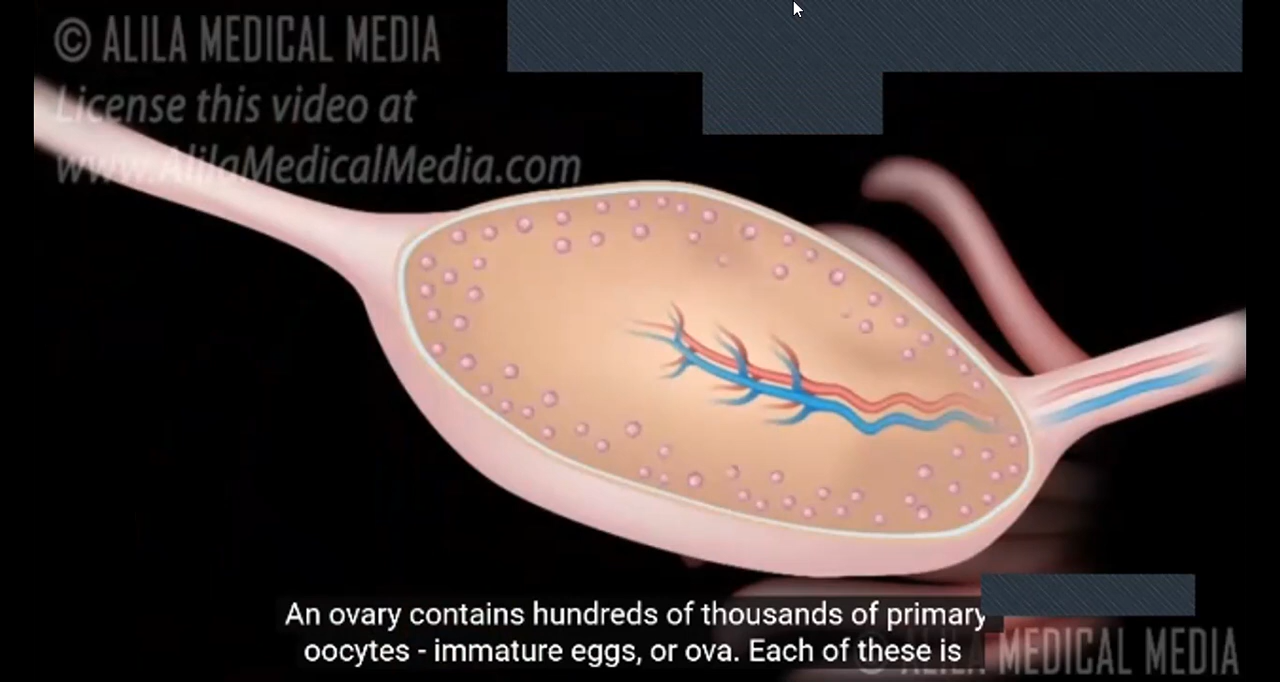 © ALILA MEDICAL MEDIA
License this video at
www.AlilaMedicalMedia.com
An ovary contains hundreds of thousands of primary
oocytes - immature eggs, or ova. Each of these is
© ALILA MEDICAL MEDIA